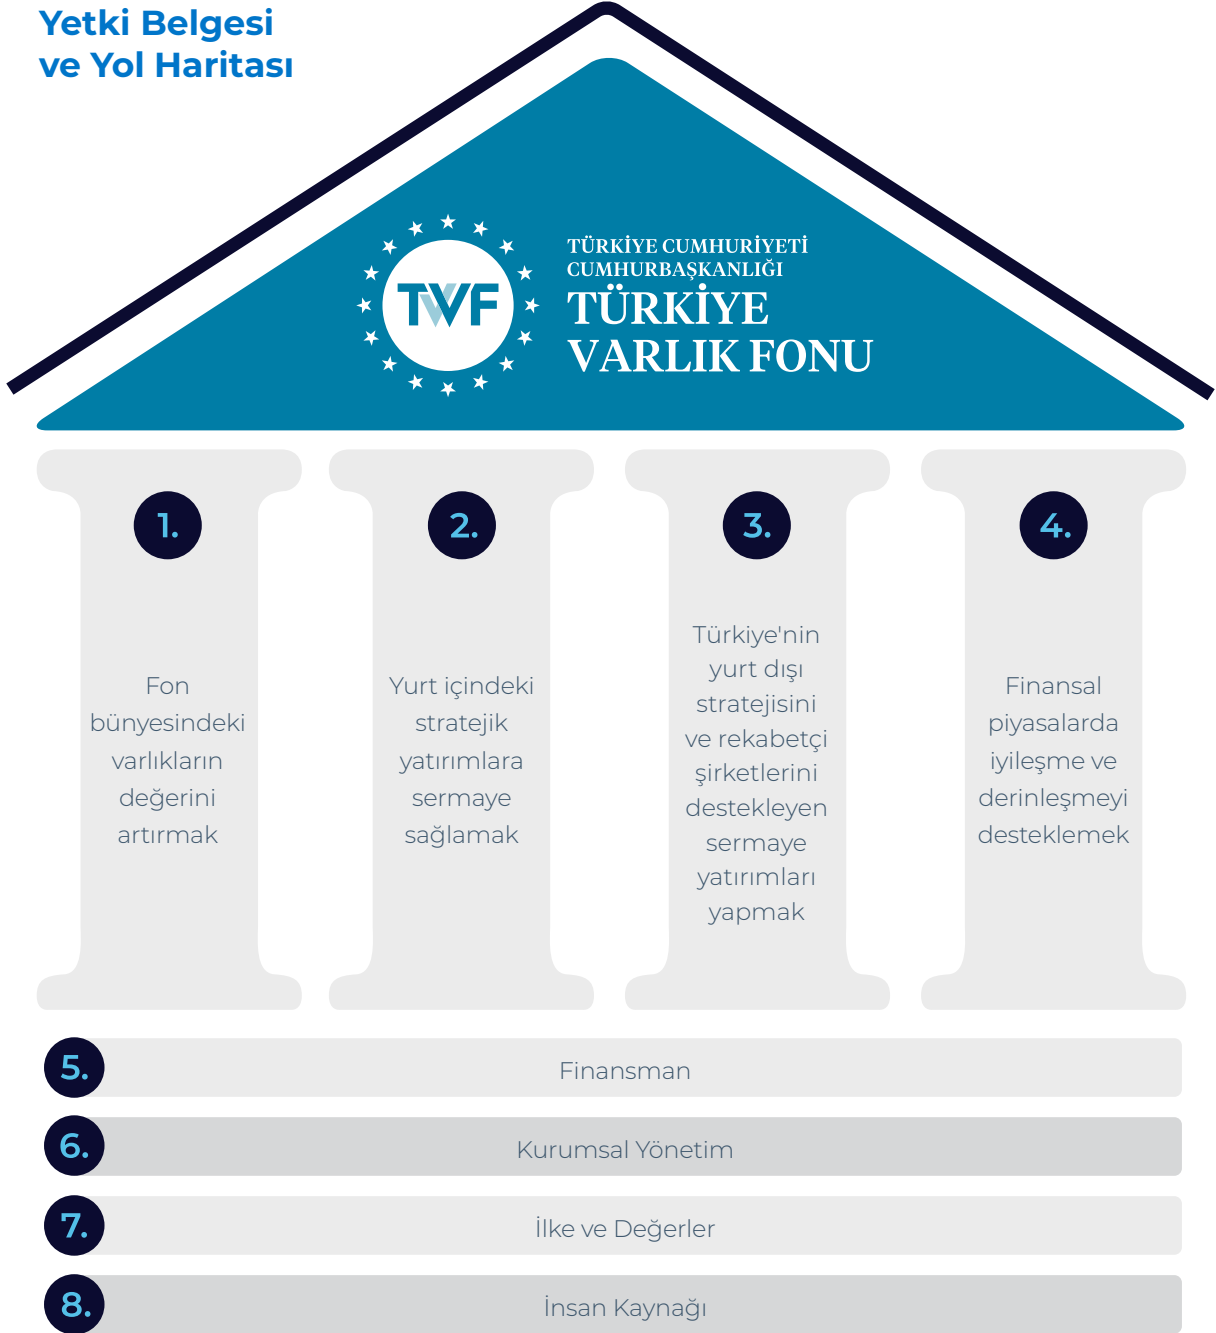 Yetki Belgesi
ve Yol Haritası
TVF
TÜRKİYE CUMHURİYETİ
CUMHURBAŞKANLIĞI
TÜRKİYE
VARLIK FONU
1.
Fon
bünyesindeki
varlıkların
değerini
artırmak
2.
Yurt içindeki
stratejik
yatırımlara
sermaye
sağlamak
3.
Türkiye'nin
yurt dışı
stratejisini
ve rekabetçi
şirketlerini
destekleyen
sermaye
yatırımları
yapmak
4.
Finansal
piyasalarda
iyileşme ve
derinleşmeyi
desteklemek
5.
Finansman
6.
Kurumsal Yönetim
7.
İlke ve Değerler
8.
İnsan Kaynağı